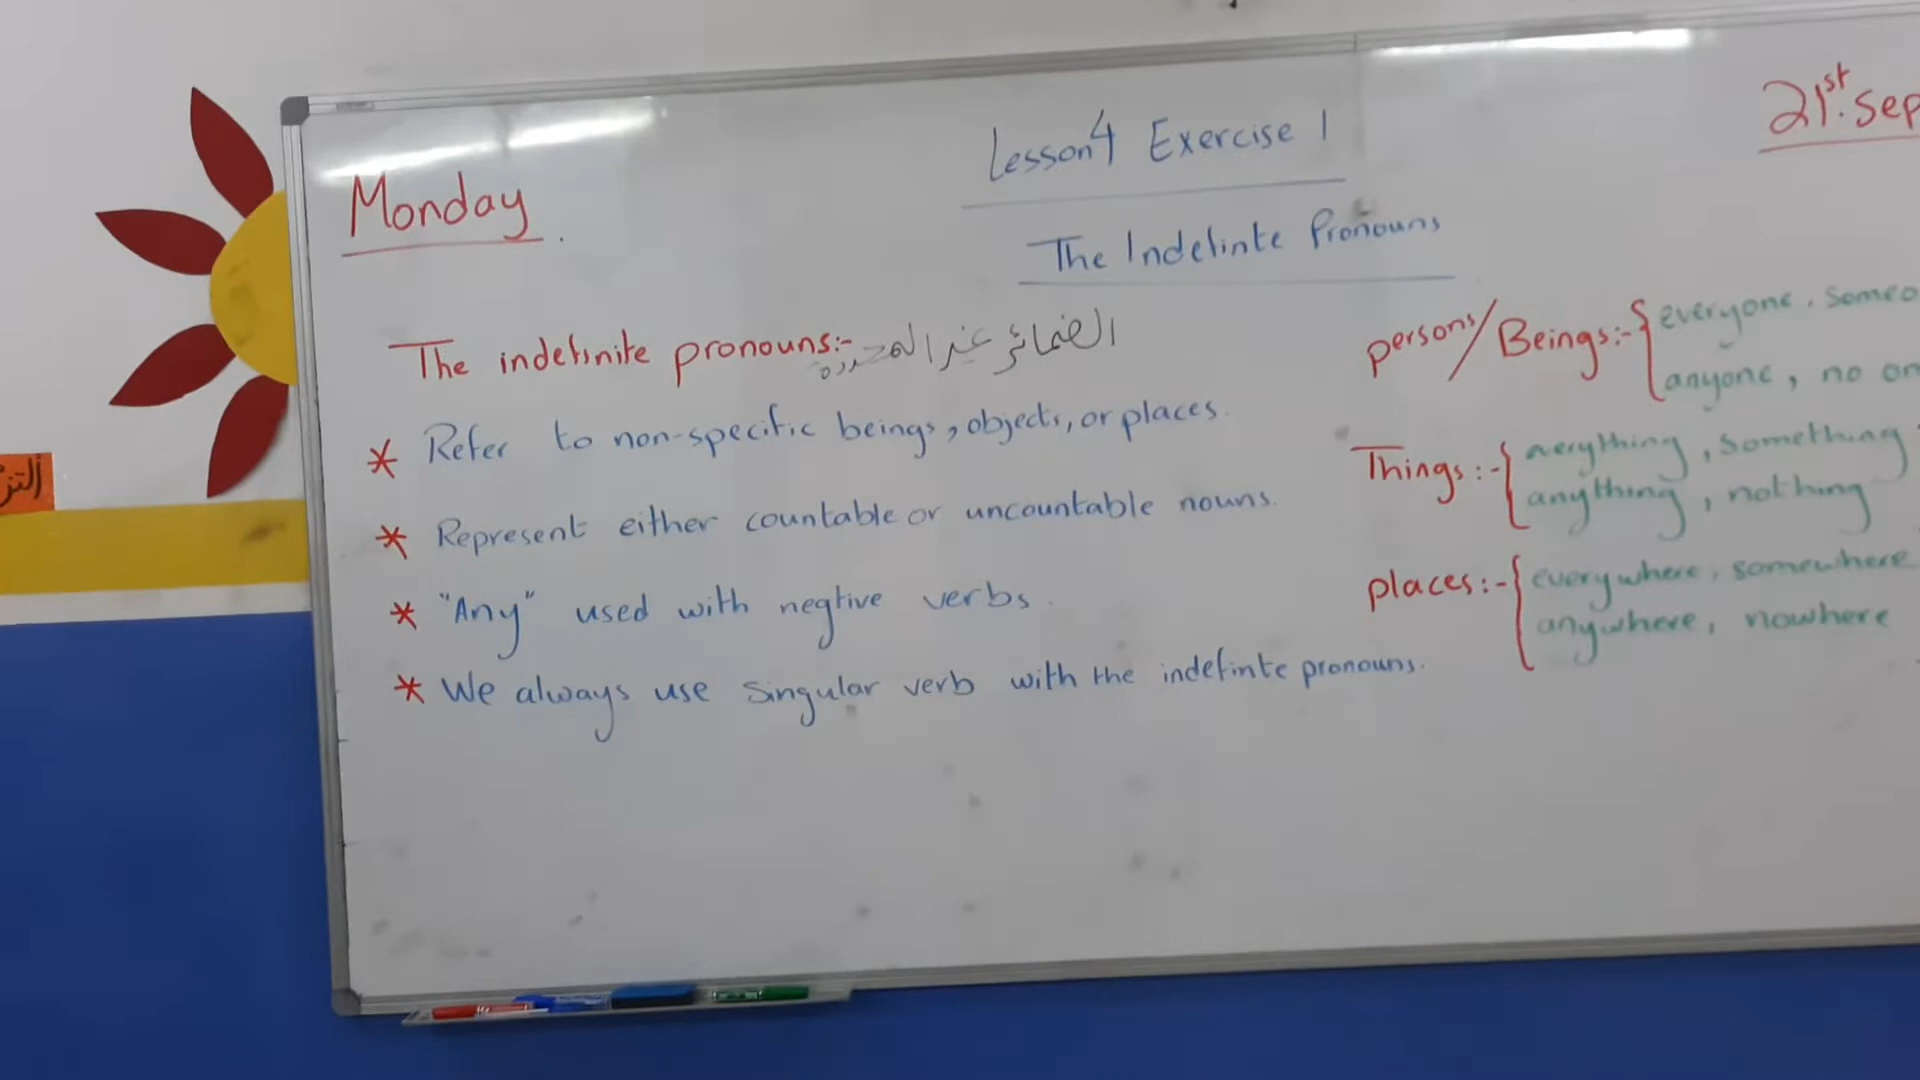 Lesson 4 Exercise 1
21st. Sep
Monday
The Indefinte Pronouns
The indefinite pronouns:- الضمائر غير المحددة
* Refer to non-specific beings, objects, or places.
* Represent either countable or uncountable nouns.
* "Any" used with negtive verbs.
* We always use singular verb with the indefinte pronouns.
persons/Beings:- { everyone, someo
anyone, no on
Things:- { everything, something
anything, nothing
places:- { everywhere, somewhere
anywhere, nowhere